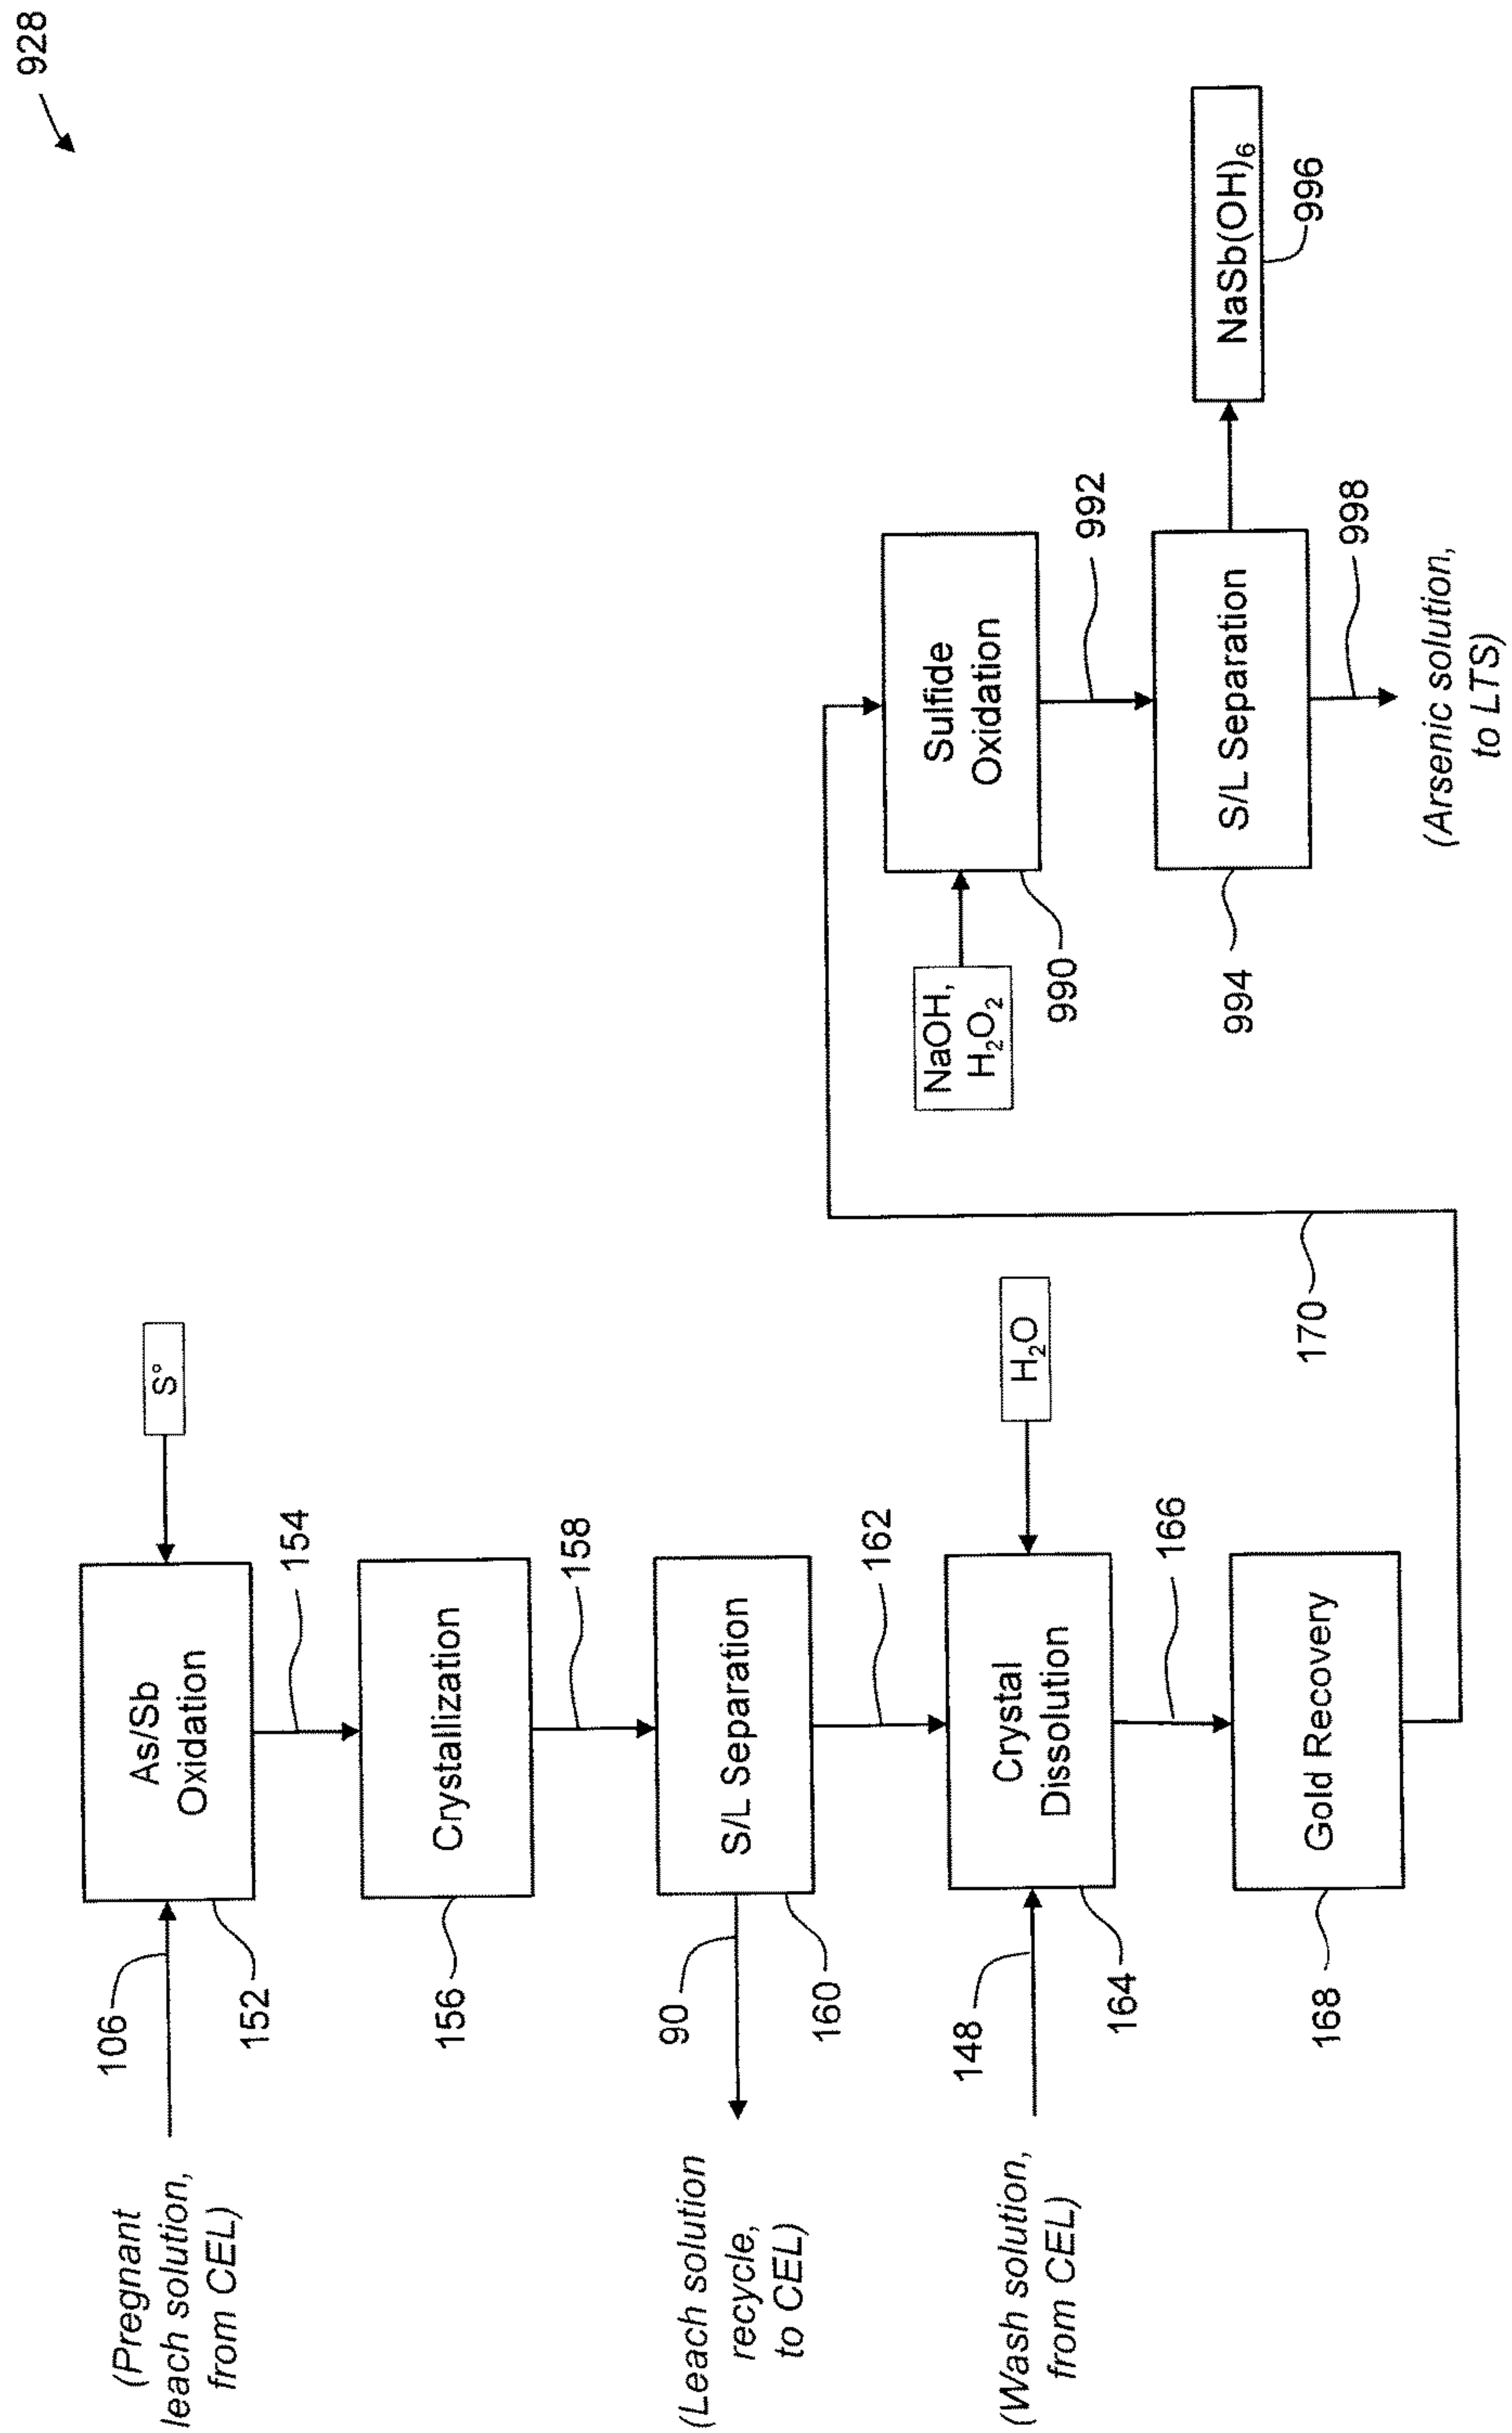 928
(Pregnant
leach solution,
from CEL)
106
152
As/Sb
Oxidation
S°
154
156
Crystallization
158
(Leach solution
recycle,
to CEL)
90
160
S/L Separation
162
(Wash solution,
from CEL)
148
164
Crystal
Dissolution
H₂O
166
168
Gold Recovery
170
NaOH,
H₂O₂
990
Sulfide
Oxidation
992
994
S/L Separation
NaSb(OH)₆
996
998
(Arsenic solution,
to LTS)